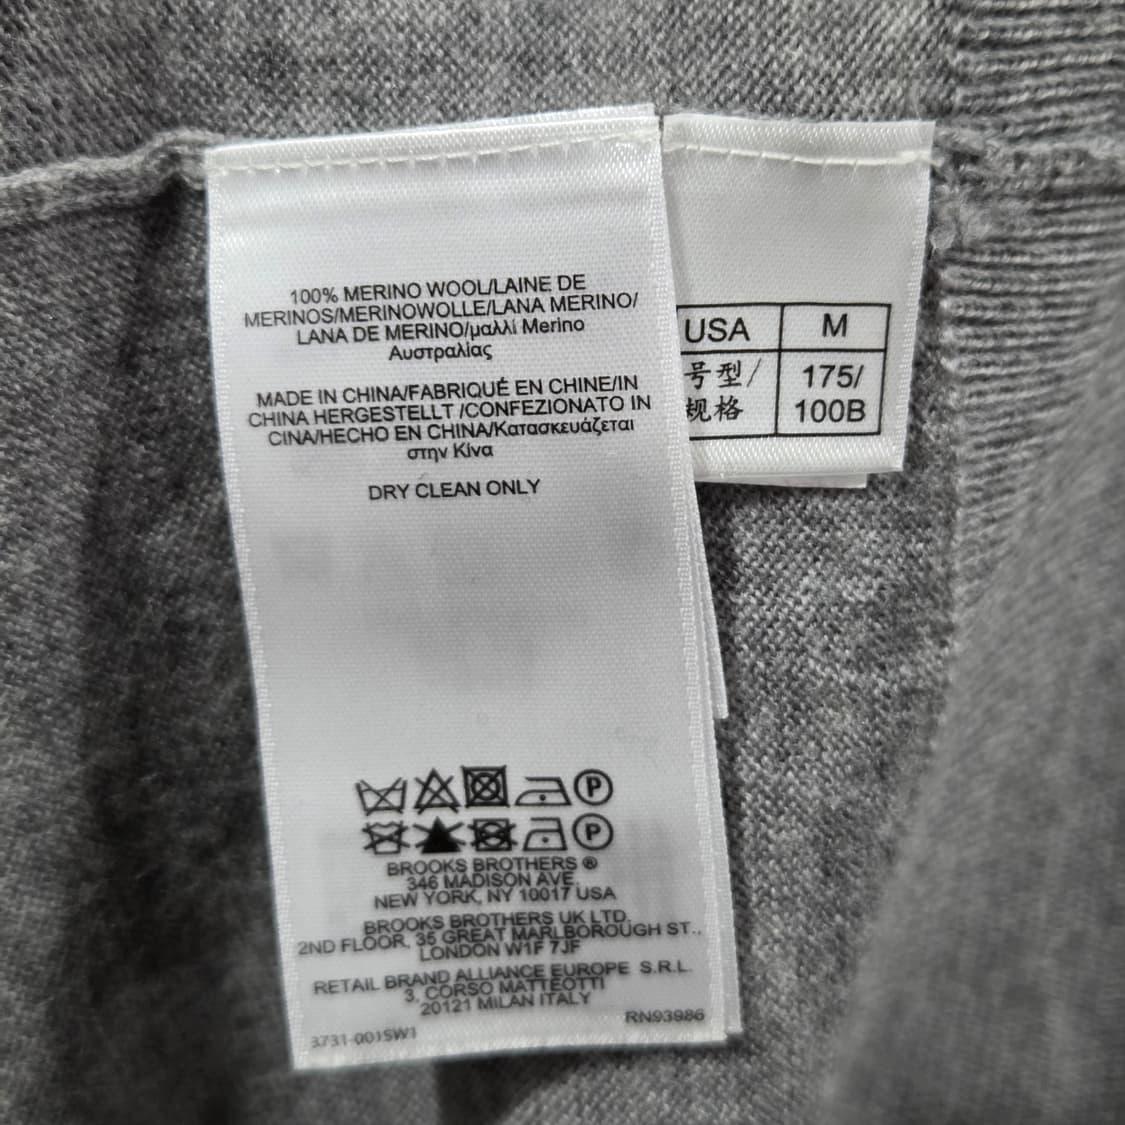 100% MERINO WOOL/LAINE DE
MERINOS/MERINOWOLLE/LANA MERINO/
LANA DE MERINO/μαλλί Merino
Αυστραλίας
MADE IN CHINA/FABRIQUÉ EN CHINE/IN
CHINA HERGESTELLT /CONFEZIONATO IN
CINA/HECHO EN CHINA/Κατασκευάζεται
στην Κίνα
DRY CLEAN ONLY
P
P
BROOKS BROTHERS ®
346 MADISON AVE.
NEW YORK, NY 10017 USA
BROOKS BROTHERS UK LTD.
2ND FLOOR, 35 GREAT MARLBOROUGH ST.,
LONDON W1F 7JF
RETAIL BRAND ALLIANCE EUROPE S.R.L.
3, CORSO MATTEOTTI
20121 MILAN ITALY
RN93986
3731-001SW1
USA M
号型/ 175/
规格 100B